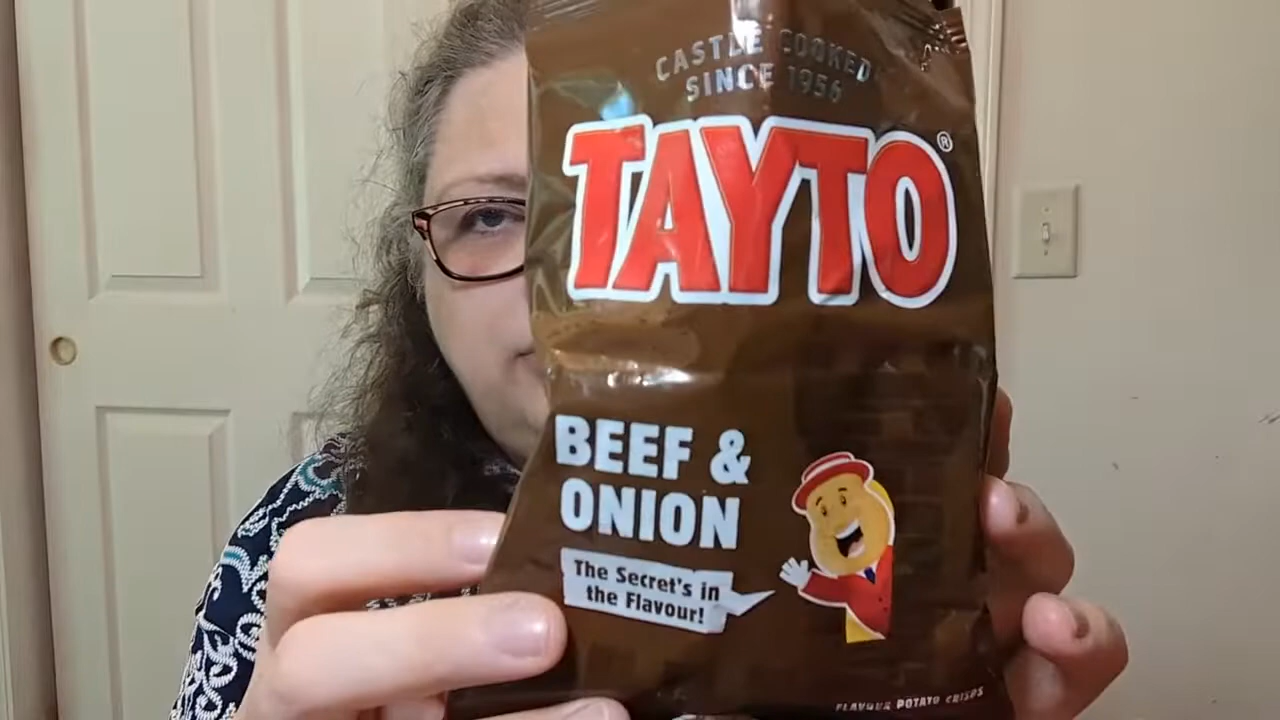 CASTLE COOKED
SINCE 1956
TAYTO®
BEEF &
ONION
The Secret's in
the Flavour!
FLAVOUR POTATO CRISPS